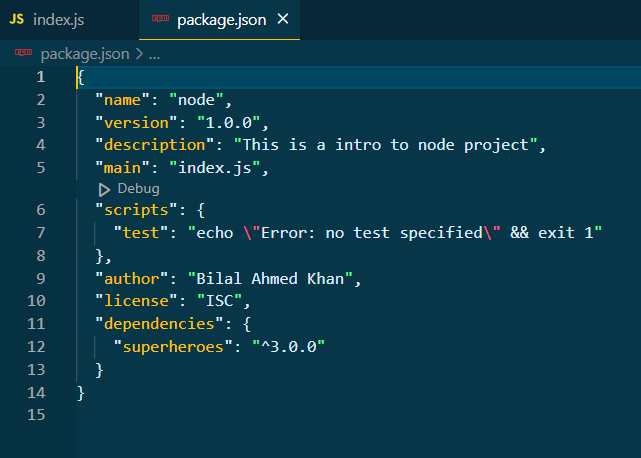 JS index.js npm package.json ×
npm package.json > ...
1 {
2 "name": "node",
3 "version": "1.0.0",
4 "description": "This is a intro to node project",
5 "main": "index.js",
Debug
6 "scripts": {
7 "test": "echo \"Error: no test specified\" && exit 1"
8 },
9 "author": "Bilal Ahmed Khan",
10 "license": "ISC",
11 "dependencies": {
12 "superheroes": "^3.0.0"
13 }
14 }
15